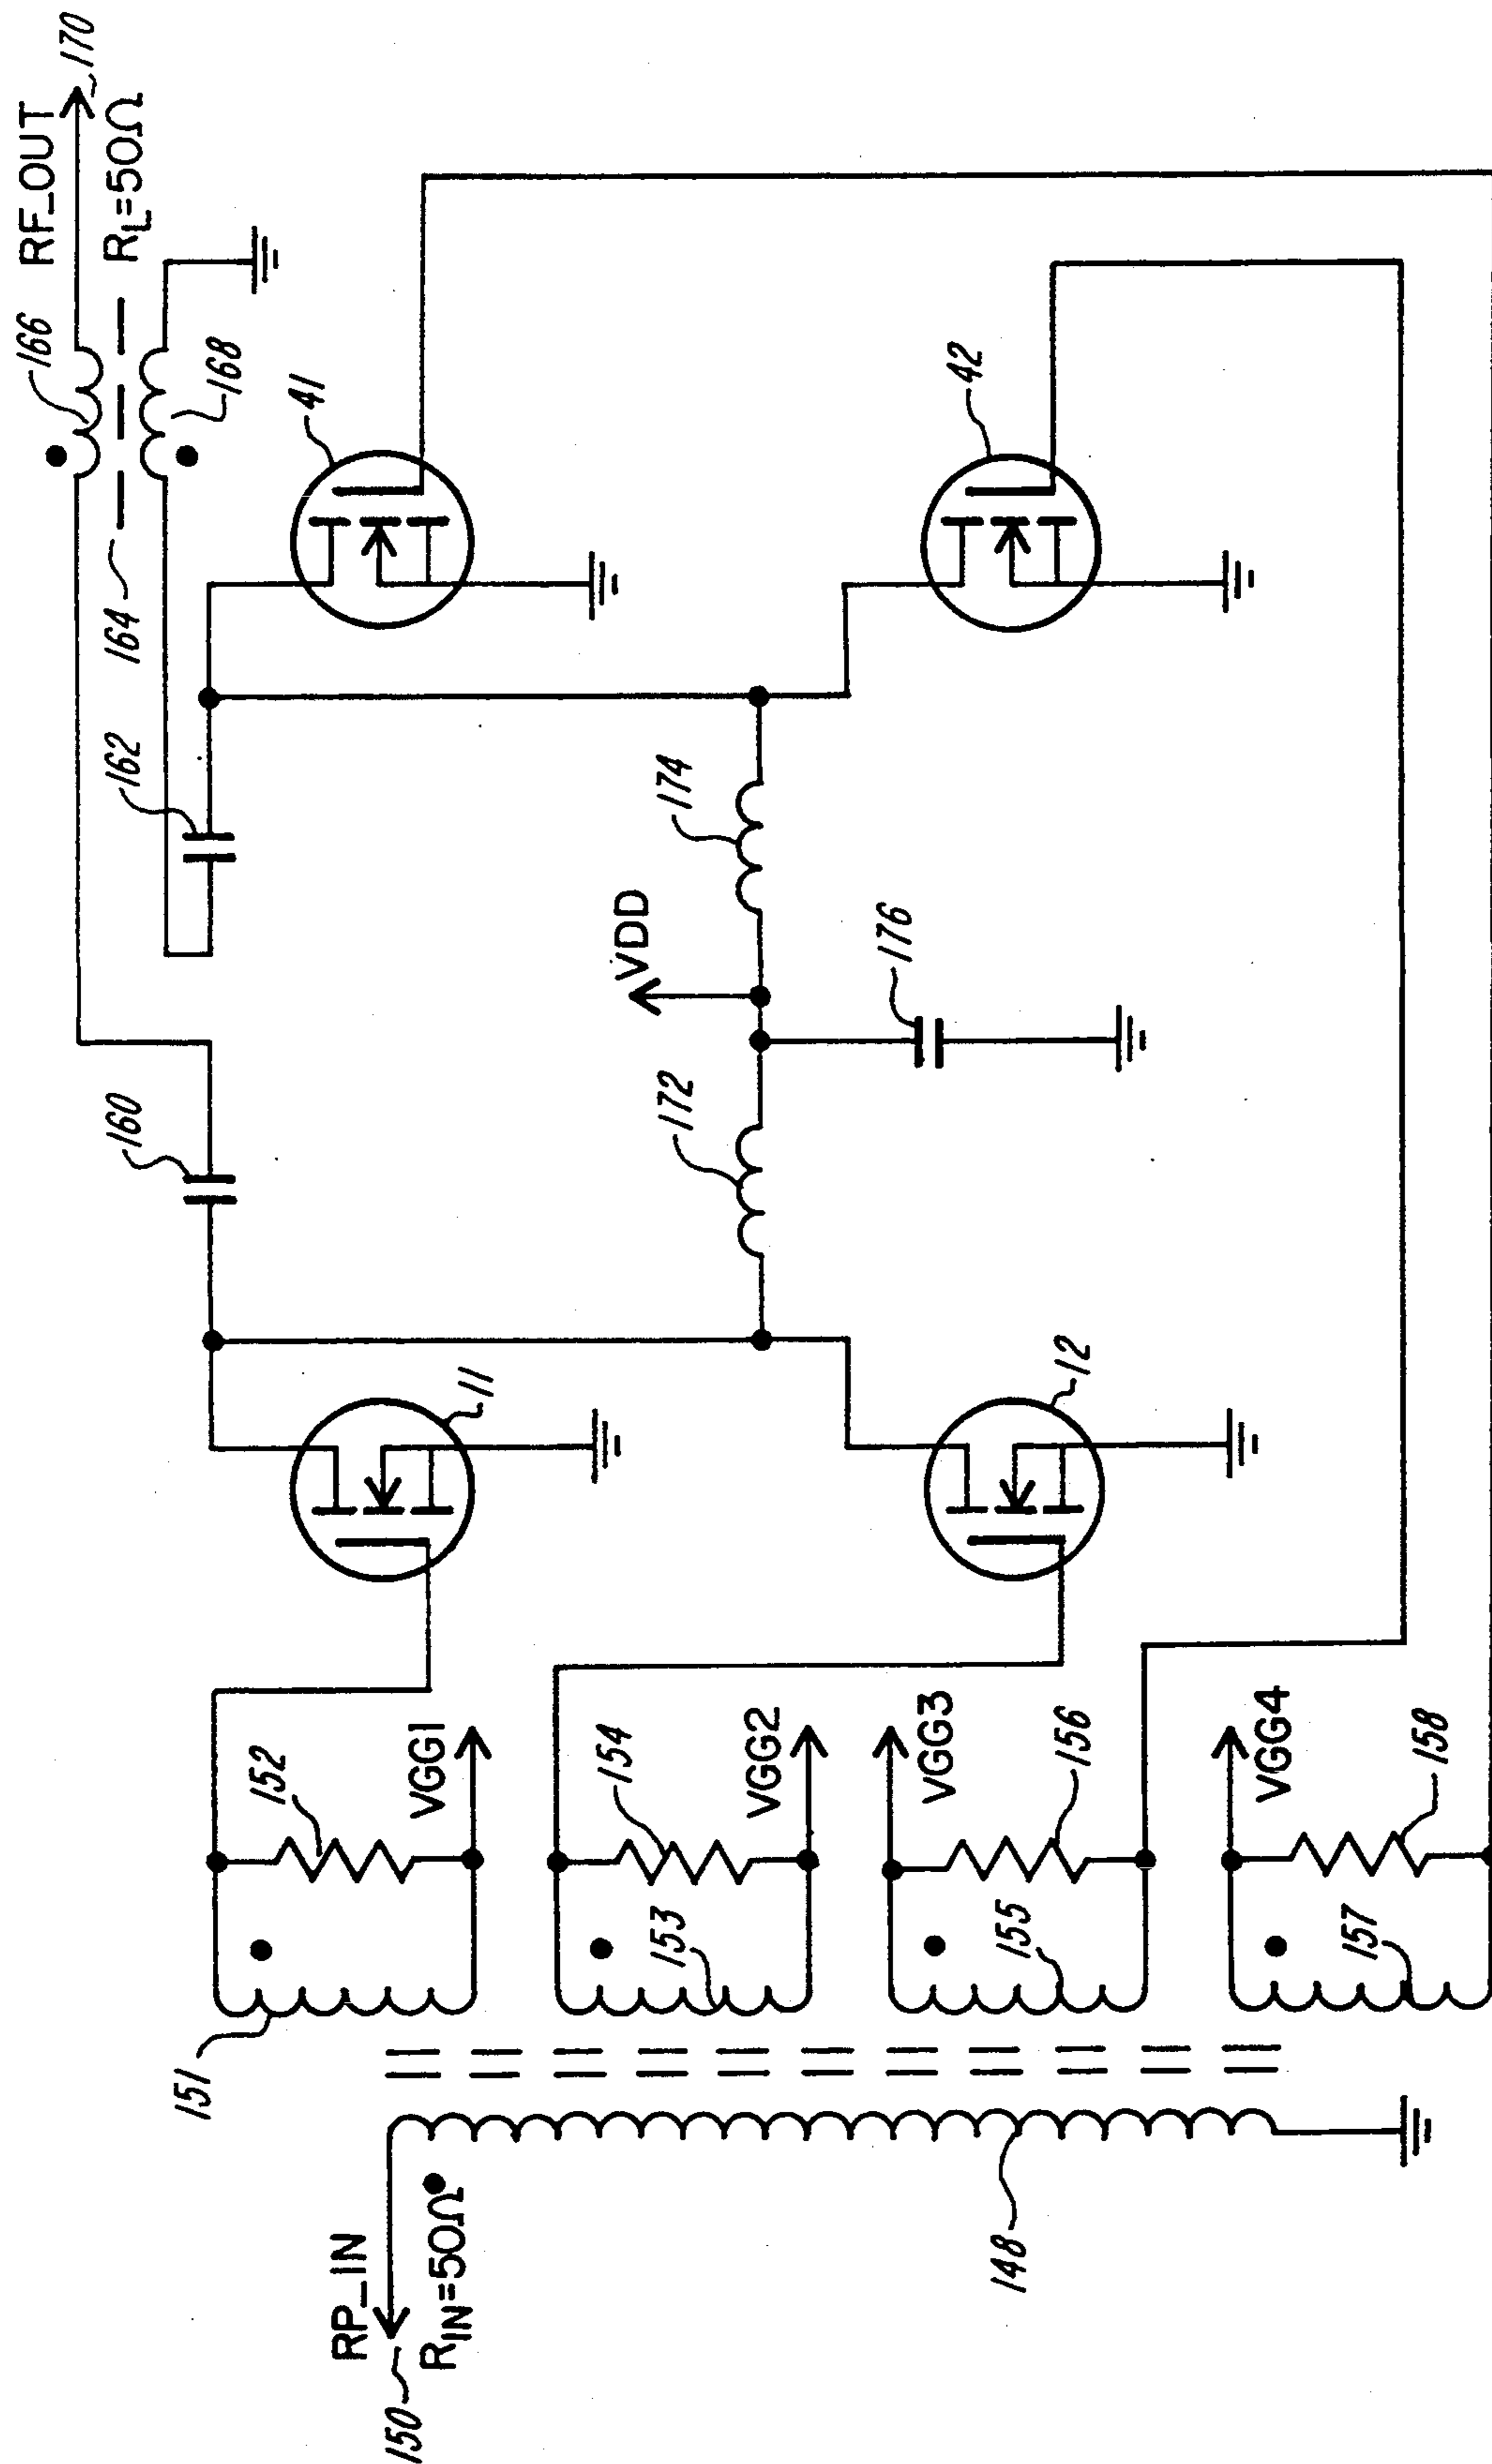 RF_OUT
170
R_L=50Ω
166
168
164
162
160
41
42
174
VDD
176
172
11
12
152
VGG1
154
VGG2
VGG3
156
VGG4
158
151
153
155
157
RP_IN
150
R_IN=50Ω
148